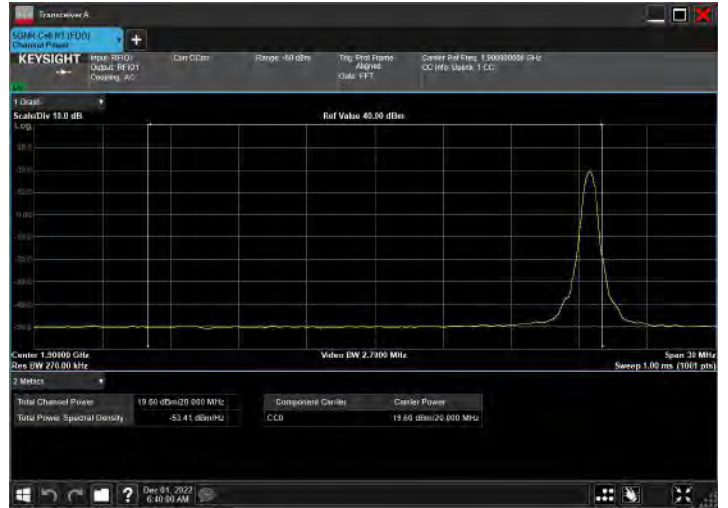 Transceiver A
5GNR Cell N1 (FDD)
Channel Power
KEYSIGHT
Input: RFIO1
Output: RFIO1
Coupling: AC
Corr CCorr
Range: -60 dBm
Trig: Prot Frame
Aligned
Gate: FFT
Carrier Ref Freq: 1.900000000 GHz
CC Info: Uplink, 1 CC
1 Graph
Scale/Div 10.0 dB
Ref Value 40.00 dBm
Log
Center 1.90000 GHz
Video BW 2.7000 MHz
Span 30 MHz
Res BW 270.00 kHz
Sweep 1.00 ms (1001 pts)
2 Metrics
Total Channel Power 19.60 dBm/20.000 MHz
Total Power Spectral Density -53.41 dBm/Hz
Component Carrier Carrier Power
CC0 19.60 dBm/20.000 MHz
?
Dec 01, 2022
6:40:00 AM